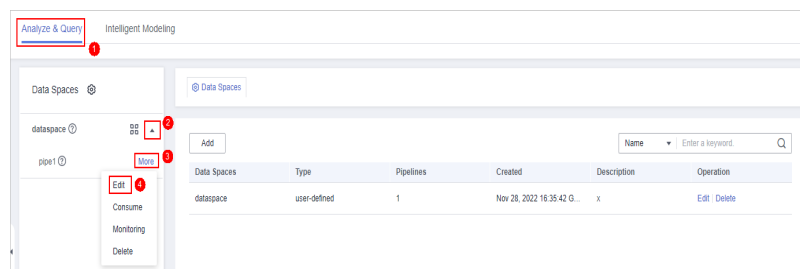 Analyze & Query Intelligent Modeling
1
Data Spaces
Data Spaces
dataspace 2
Add Name Enter a keyword.
pipe1 More 3
Data Spaces Type Pipelines Created Description Operation
Edit 4
dataspace user-defined 1 Nov 28, 2022 16:35:42 G... x Edit Delete
Consume
Monitoring
Delete